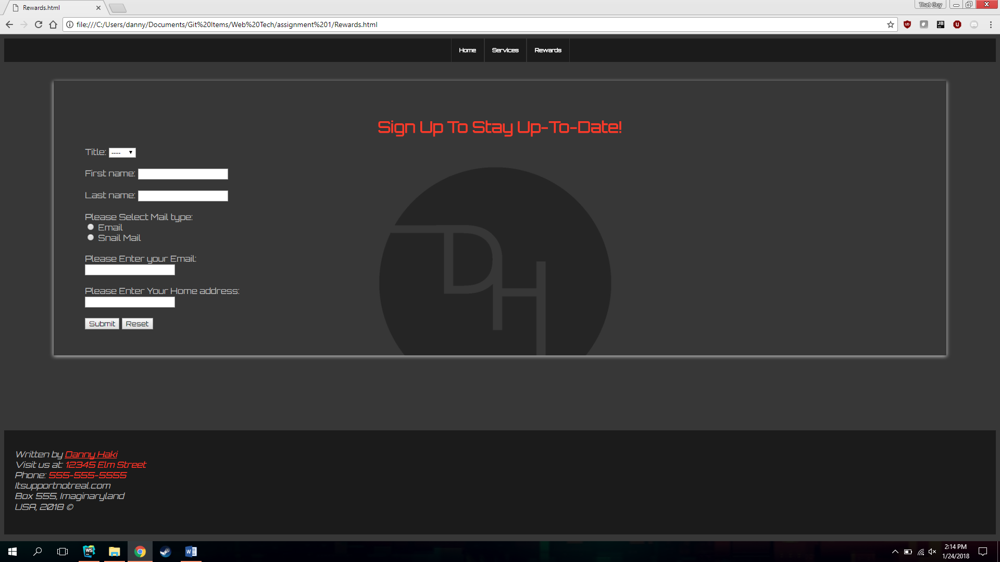 Rewards.html
That Guy
file:///C:/Users/danny/Documents/Git%20Items/Web%20Tech/assignment%201/Rewards.html
Home Services Rewards
Sign Up To Stay Up-To-Date!
Title: ----
First name:
Last name:
Please Select Mail type:
Email
Snail Mail
Please Enter your Email:
Please Enter Your Home address:
Submit Reset
DH
Written by Danny Haki
Visit us at: 12345 Elm Street
Phone: 555-555-5555
Itsupportnotreal.com
Box 555, Imaginaryland
USA, 2018 ©
WS
W
2:14 PM
1/24/2018